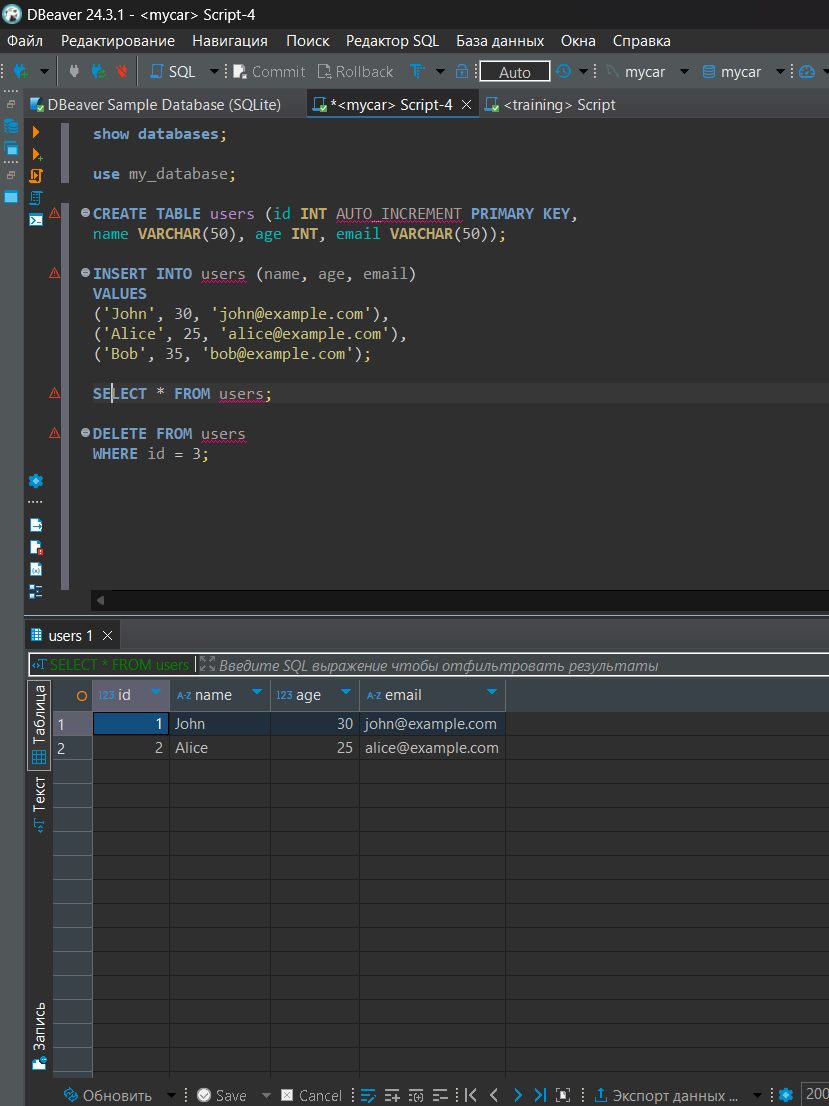 DBeaver 24.3.1 - <mycar> Script-4
Файл Редактирование Навигация Поиск Редактор SQL База данных Окна Справка
SQL Commit Rollback Auto mycar mycar
DBeaver Sample Database (SQLite) *<mycar> Script-4 <training> Script
show databases;
use my_database;
CREATE TABLE users (id INT AUTO_INCREMENT PRIMARY KEY,
name VARCHAR(50), age INT, email VARCHAR(50));
INSERT INTO users (name, age, email)
VALUES
('John', 30, 'john@example.com'),
('Alice', 25, 'alice@example.com'),
('Bob', 35, 'bob@example.com');
SELECT * FROM users;
DELETE FROM users
WHERE id = 3;
users 1
SELECT * FROM users Введите SQL выражение чтобы отфильтровать результаты
Таблица
Текст
Запись
123 id A-Z name 123 age A-Z email
1 1 John 30 john@example.com
2 2 Alice 25 alice@example.com
Обновить Save Cancel Экспорт данных ... 200